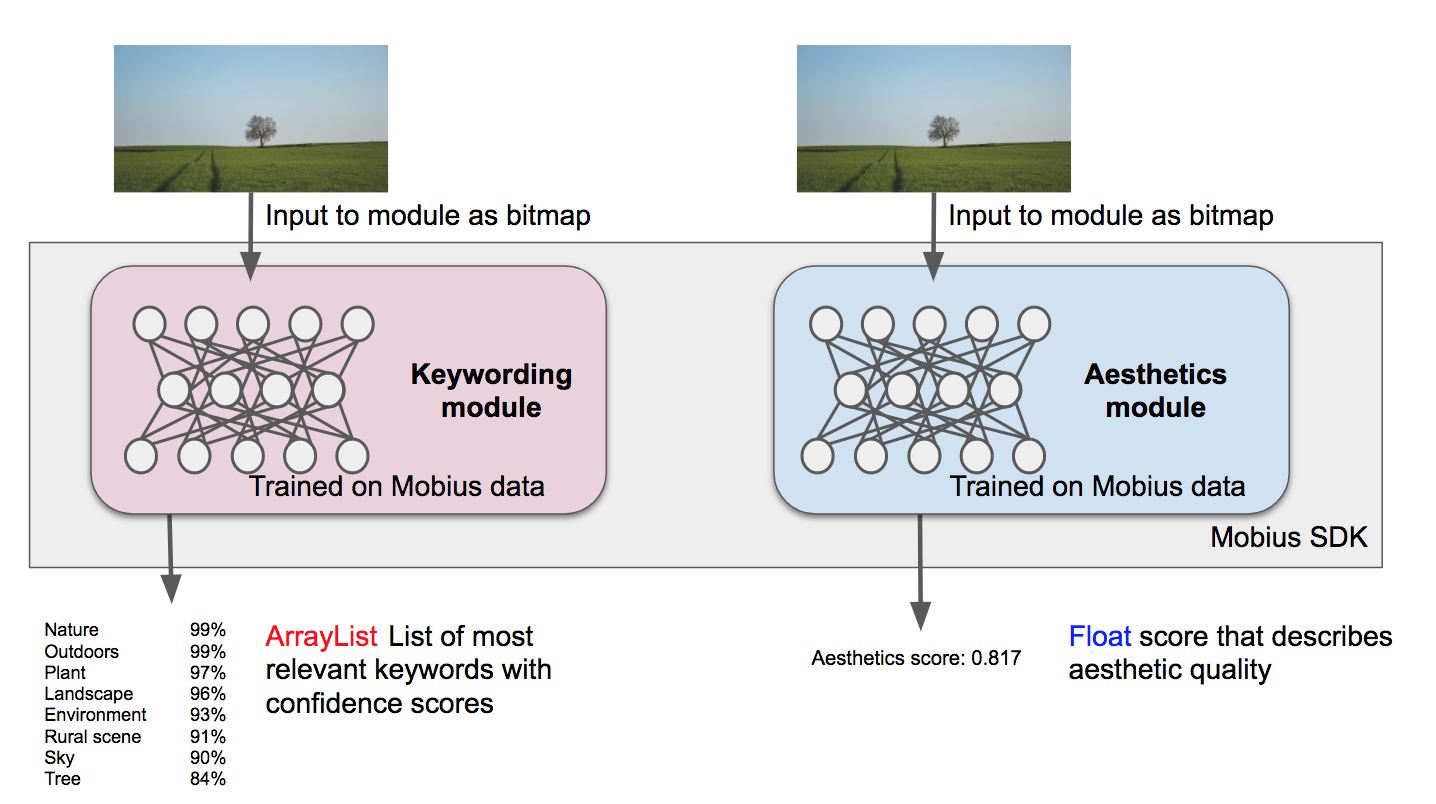 Input to module as bitmap
Input to module as bitmap
Keywording
module
Trained on Mobius data
Aesthetics
module
Trained on Mobius data
Mobius SDK
Nature 99%
Outdoors 99%
Plant 97%
Landscape 96%
Environment 93%
Rural scene 91%
Sky 90%
Tree 84%
ArrayList List of most
relevant keywords with
confidence scores
Aesthetics score: 0.817
Float score that describes
aesthetic quality